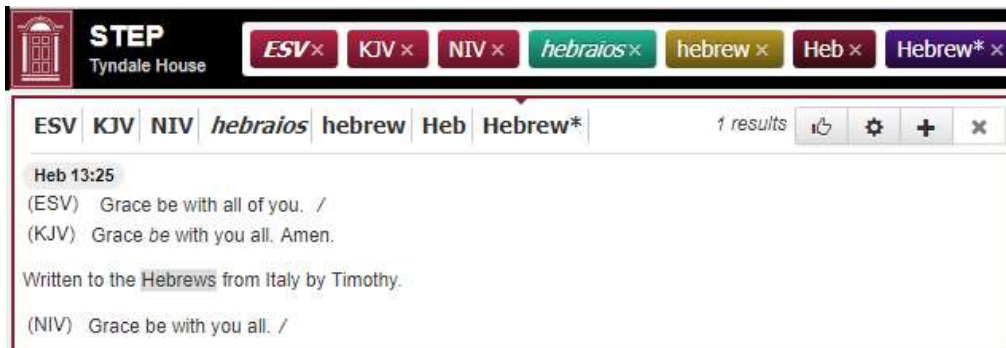 STEP
Tyndale House
ESV × KJV × NIV × hebraios × hebrew × Heb × Hebrew* ×
ESV KJV NIV hebraios hebrew Heb Hebrew* 1 results
Heb 13:25
(ESV) Grace be with all of you. /
(KJV) Grace be with you all. Amen.
Written to the Hebrews from Italy by Timothy.
(NIV) Grace be with you all. /